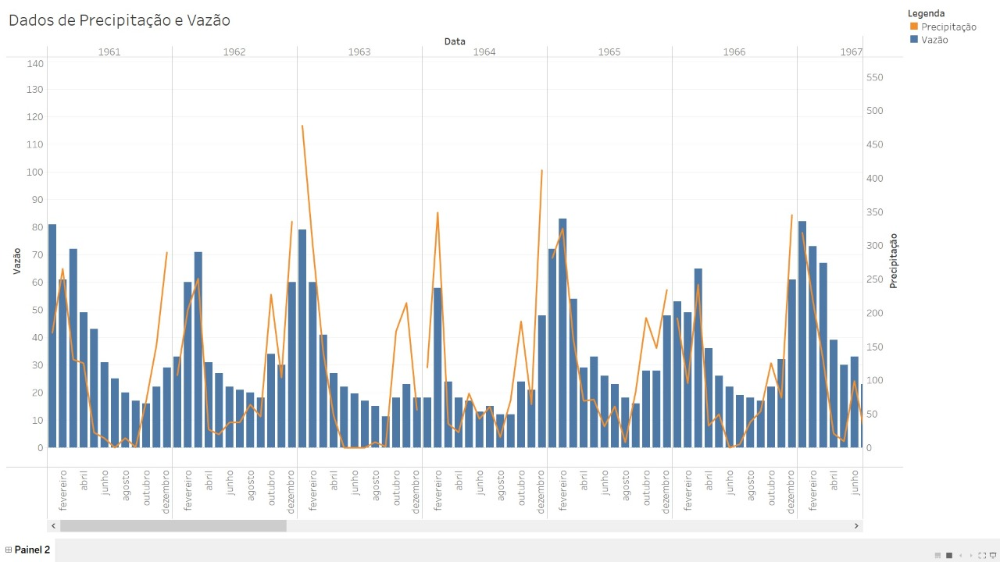 Dados de Precipitação e Vazão
Legenda
Precipitação
Vazão
Data
1961 1962 1963 1964 1965 1966 1967
140
130
120
110
100
90
80
70
60
50
40
30
20
10
0
Vazão
550
500
450
400
350
300
250
200
150
100
50
0
Precipitação
fevereiro abril junho agosto outubro dezembro fevereiro abril junho agosto outubro dezembro fevereiro abril junho agosto outubro dezembro fevereiro abril junho agosto outubro dezembro fevereiro abril junho agosto outubro dezembro fevereiro abril junho agosto outubro dezembro fevereiro abril junho
Painel 2